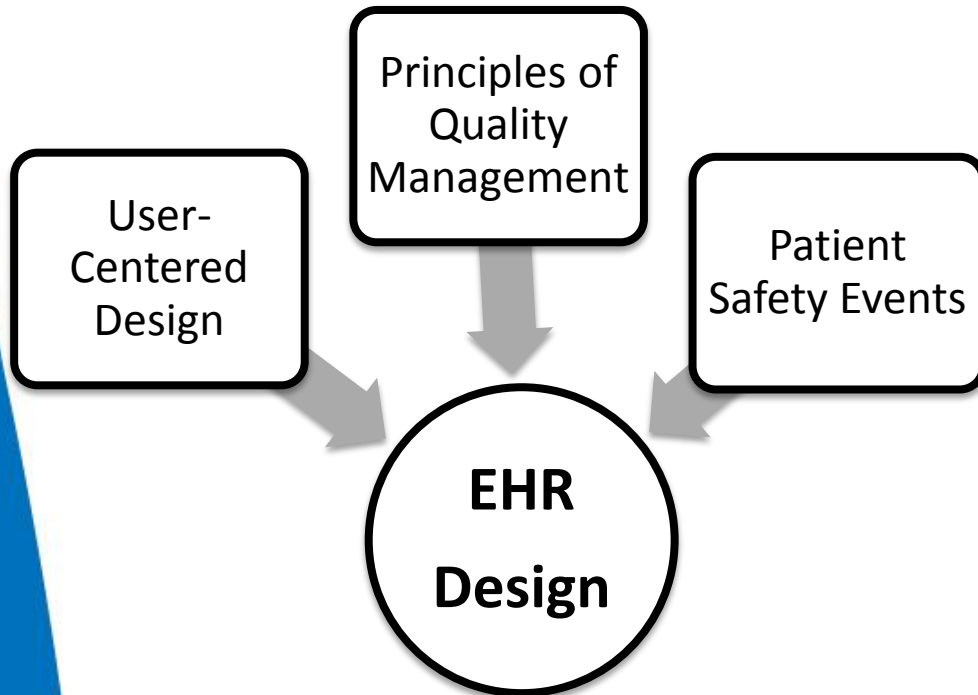 User-
Centered
Design
Principles of
Quality
Management
Patient
Safety Events
EHR
Design